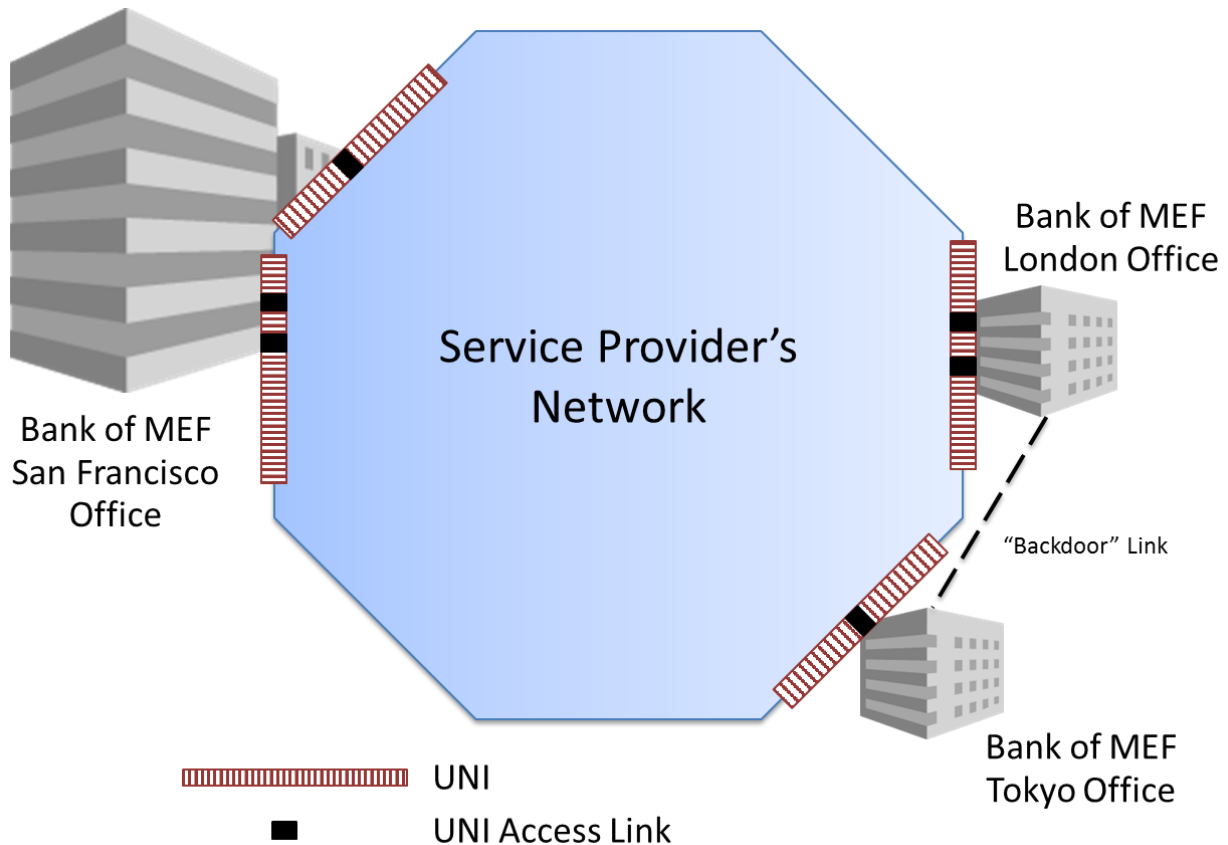 Bank of MEF
London Office
Service Provider’s
Network
Bank of MEF
San Francisco
Office
“Backdoor” Link
Bank of MEF
Tokyo Office
UNI
UNI Access Link